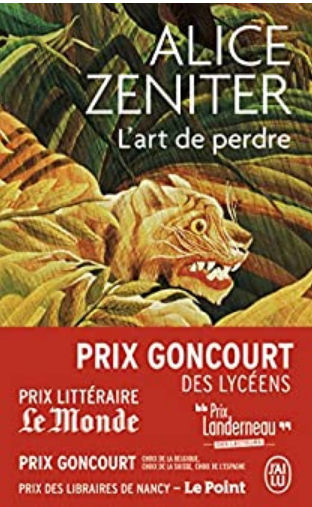 ALICE
ZENITER
L'art de perdre
PRIX GONCOURT
DES LYCÉENS
PRIX LITTÉRAIRE
Le Monde
Prix
Landerneau
PRIX GONCOURT
CHOIX DE LA BELGIQUE,
CHOIX DE LA SUISSE, CHOIX DE L'ESPAGNE
PRIX DES LIBRAIRES DE NANCY – Le Point
J'AI
LU